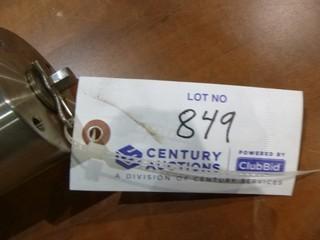 LOT NO
849
CENTURY POWERED BY
AUCTIONS ClubBid
A DIVISION OF CENTURY SERVICES